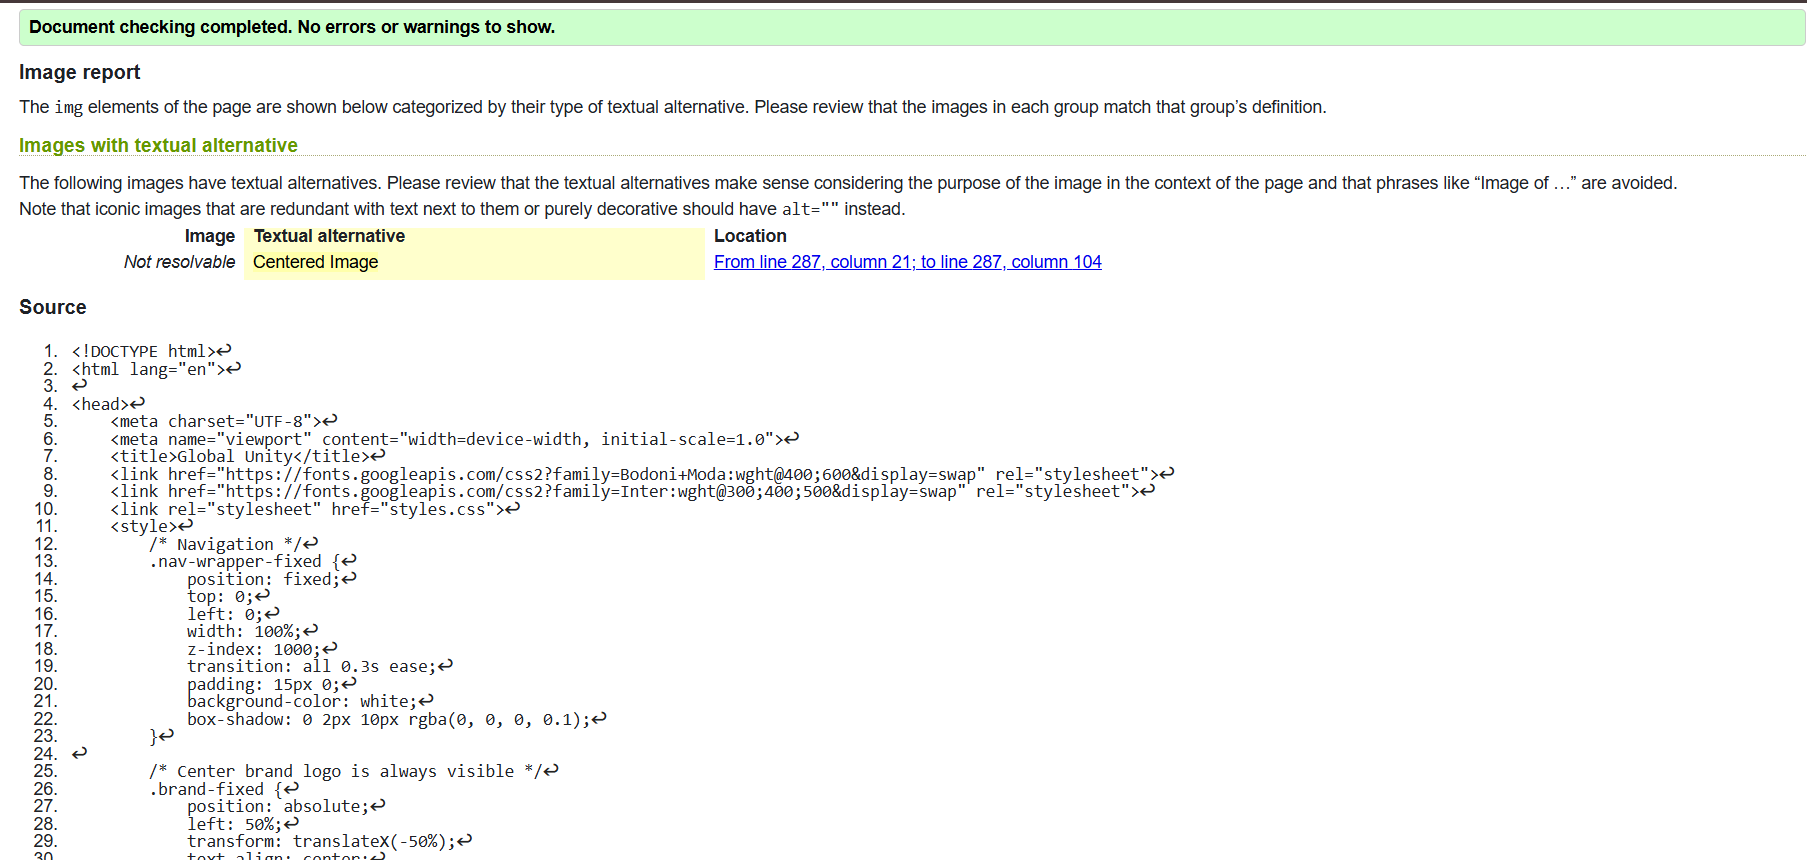 Document checking completed. No errors or warnings to show.
Image report
The img elements of the page are shown below categorized by their type of textual alternative. Please review that the images in each group match that group’s definition.
Images with textual alternative
The following images have textual alternatives. Please review that the textual alternatives make sense considering the purpose of the image in the context of the page and that phrases like “Image of …” are avoided.
Note that iconic images that are redundant with text next to them or purely decorative should have alt="" instead.
Image Textual alternative Location
Not resolvable Centered Image From line 287, column 21; to line 287, column 104
Source
1. <!DOCTYPE html>↩
2. <html lang="en">↩
3. ↩
4. <head>↩
5.     <meta charset="UTF-8">↩
6.     <meta name="viewport" content="width=device-width, initial-scale=1.0">↩
7.     <title>Global Unity</title>↩
8.     <link href="https://fonts.googleapis.com/css2?family=Bodoni+Moda:wght@400;600&display=swap" rel="stylesheet">↩
9.     <link href="https://fonts.googleapis.com/css2?family=Inter:wght@300;400;500&display=swap" rel="stylesheet">↩
10.     <link rel="stylesheet" href="styles.css">↩
11.     <style>↩
12.         /* Navigation */↩
13.         .nav-wrapper-fixed {↩
14.             position: fixed;↩
15.             top: 0;↩
16.             left: 0;↩
17.             width: 100%;↩
18.             z-index: 1000;↩
19.             transition: all 0.3s ease;↩
20.             padding: 15px 0;↩
21.             background-color: white;↩
22.             box-shadow: 0 2px 10px rgba(0, 0, 0, 0.1);↩
23.         }↩
24. ↩
25.         /* Center brand logo is always visible */↩
26.         .brand-fixed {↩
27.             position: absolute;↩
28.             left: 50%;↩
29.             transform: translateX(-50%);↩
30.             text-align: center;↩